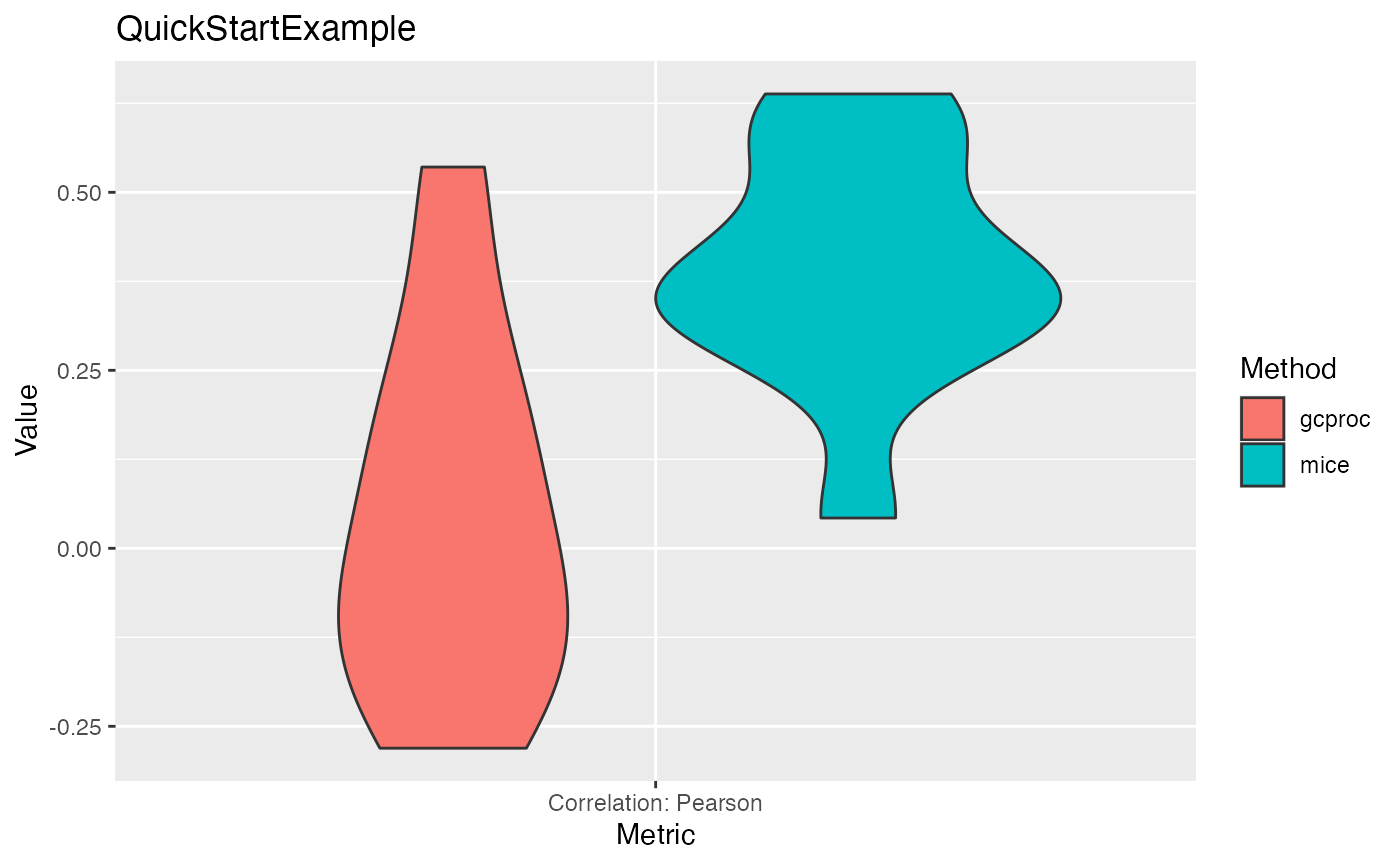 QuickStartExample
Value
0.50
0.25
0.00
-0.25
Correlation: Pearson
Metric
Method
gcproc
mice